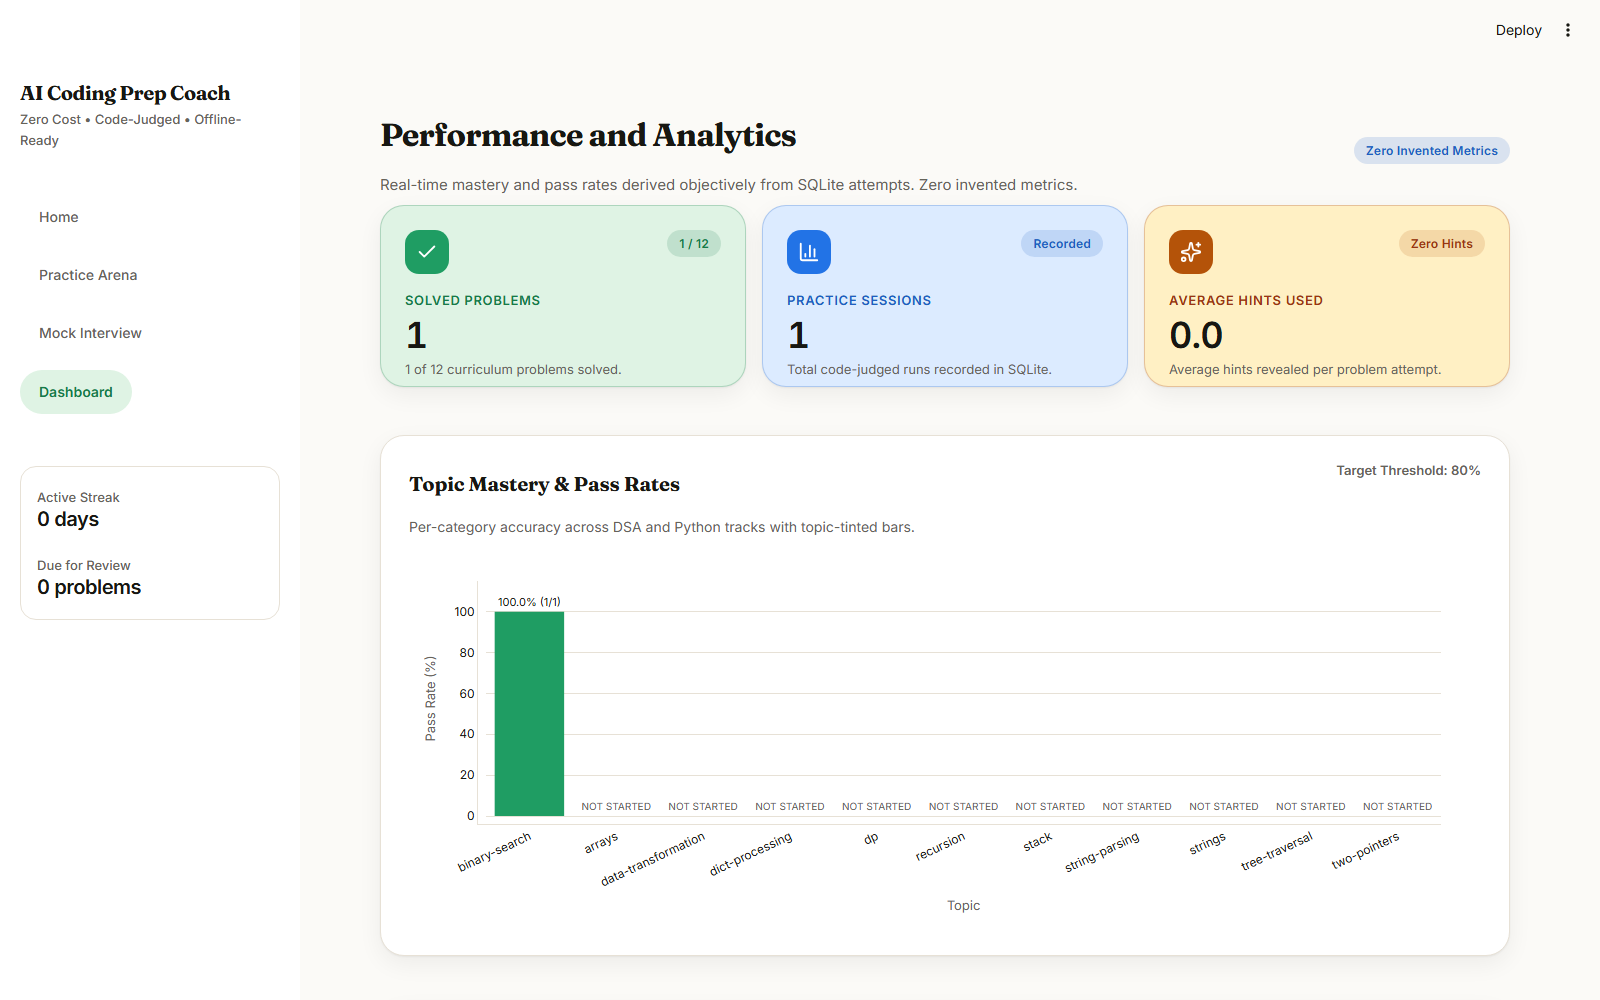 Deploy
AI Coding Prep Coach
Zero Cost • Code-Judged • Offline-
Ready
Home
Practice Arena
Mock Interview
Dashboard
Active Streak
0 days
Due for Review
0 problems
Performance and Analytics
Zero Invented Metrics
Real-time mastery and pass rates derived objectively from SQLite attempts. Zero invented metrics.
1 / 12
SOLVED PROBLEMS
1
1 of 12 curriculum problems solved.
Recorded
PRACTICE SESSIONS
1
Total code-judged runs recorded in SQLite.
Zero Hints
AVERAGE HINTS USED
0.0
Average hints revealed per problem attempt.
Topic Mastery & Pass Rates
Target Threshold: 80%
Per-category accuracy across DSA and Python tracks with topic-tinted bars.
Pass Rate (%)
100
80
60
40
20
0
100.0% (1/1)
NOT STARTED
NOT STARTED
NOT STARTED
NOT STARTED
NOT STARTED
NOT STARTED
NOT STARTED
NOT STARTED
NOT STARTED
NOT STARTED
binary-search
arrays
data-transformation
dict-processing
dp
recursion
stack
string-parsing
strings
tree-traversal
two-pointers
Topic